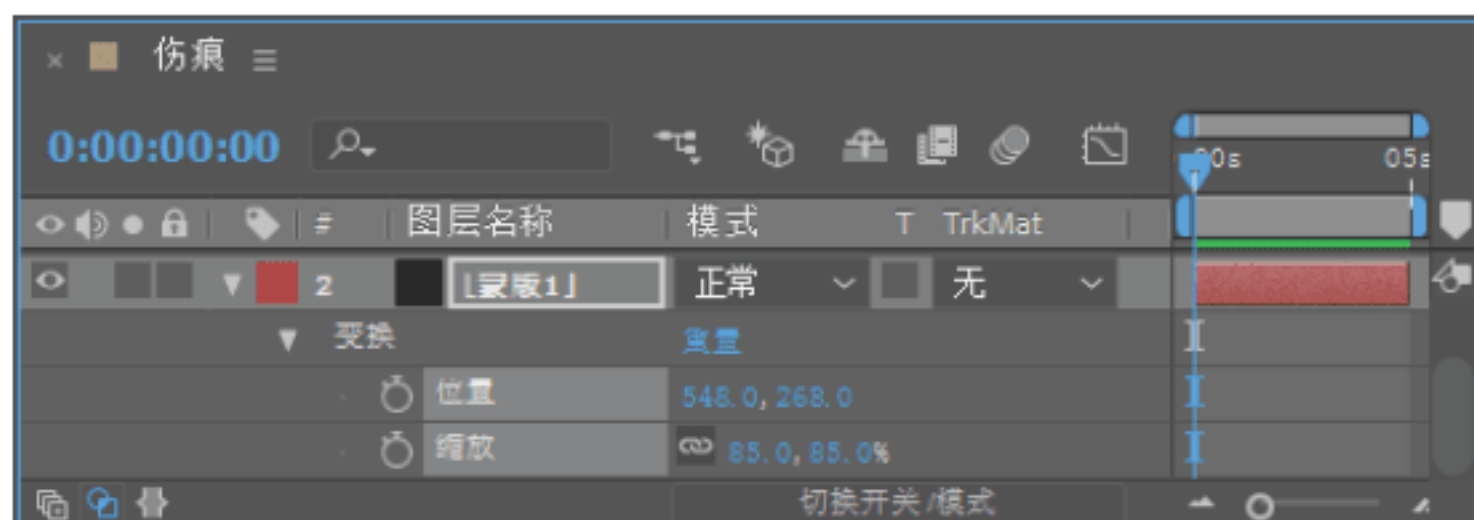 × 伤痕 ≡
0:00:00:00
00s 05s
# 图层名称 模式 T TrkMat
2 「蒙版1」 正常 无
变换 重置
位置 548.0, 268.0
缩放 85.0, 85.0%
切换开关/模式